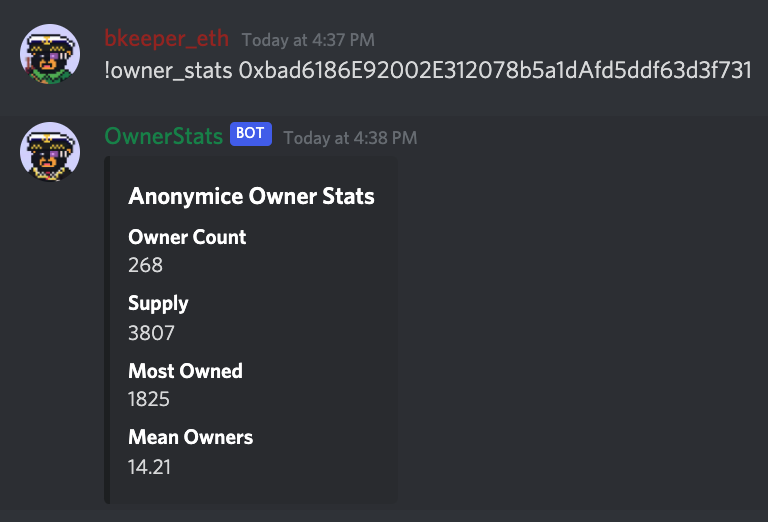 bkeeper_eth Today at 4:37 PM
!owner_stats 0xbad6186E92002E312078b5a1dAfd5ddf63d3f731
OwnerStats BOT Today at 4:38 PM
Anonymice Owner Stats
Owner Count
268
Supply
3807
Most Owned
1825
Mean Owners
14.21